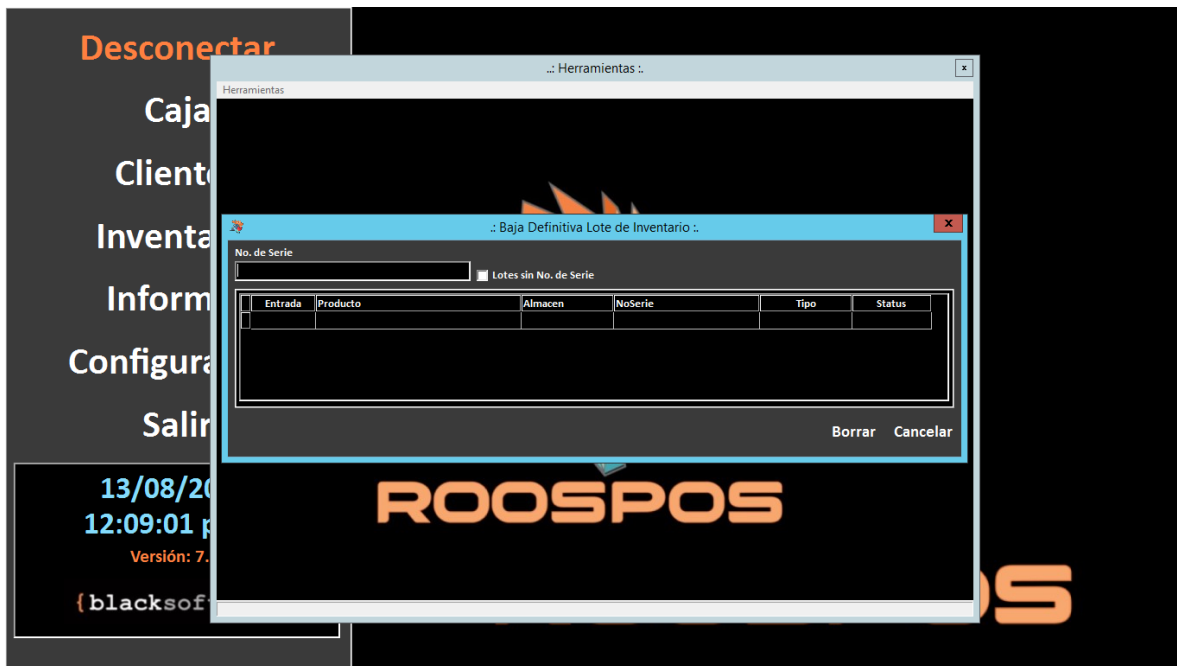 Desconectar
Caja
Cliente
Inventa
Inform
Configura
Salir
13/08/20
12:09:01 p
Versión: 7.
{blacksof
..: Herramientas :.
x
Herramientas
.: Baja Definitiva Lote de Inventario :.
x
No. de Serie
Lotes sin No. de Serie
Entrada Producto Almacen NoSerie Tipo Status
Borrar Cancelar
ROOSPOS
OS